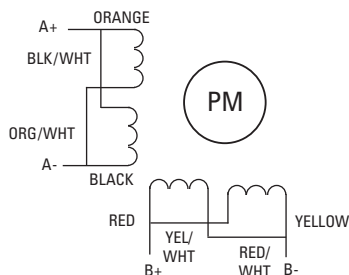 A+
ORANGE
BLK/WHT
PM
ORG/WHT
A-
BLACK
RED
YEL/
WHT
RED/
WHT
YELLOW
B+
B-